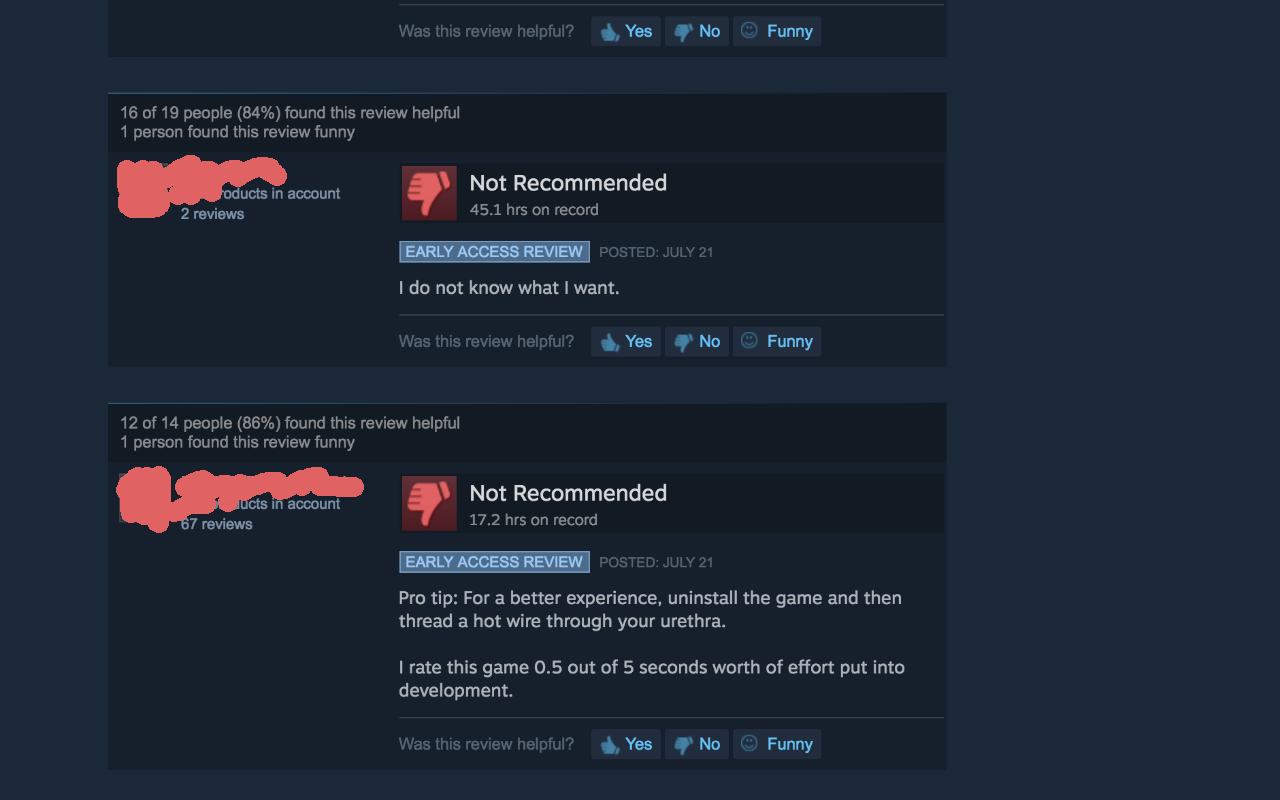 Was this review helpful? Yes No Funny
16 of 19 people (84%) found this review helpful
1 person found this review funny
Not Recommended
45.1 hrs on record
in account
2 reviews
EARLY ACCESS REVIEW POSTED: JULY 21
I do not know what I want.
Was this review helpful? Yes No Funny
12 of 14 people (86%) found this review helpful
1 person found this review funny
Not Recommended
17.2 hrs on record
in account
67 reviews
EARLY ACCESS REVIEW POSTED: JULY 21
Pro tip: For a better experience, uninstall the game and then
thread a hot wire through your urethra.
I rate this game 0.5 out of 5 seconds worth of effort put into
development.
Was this review helpful? Yes No Funny